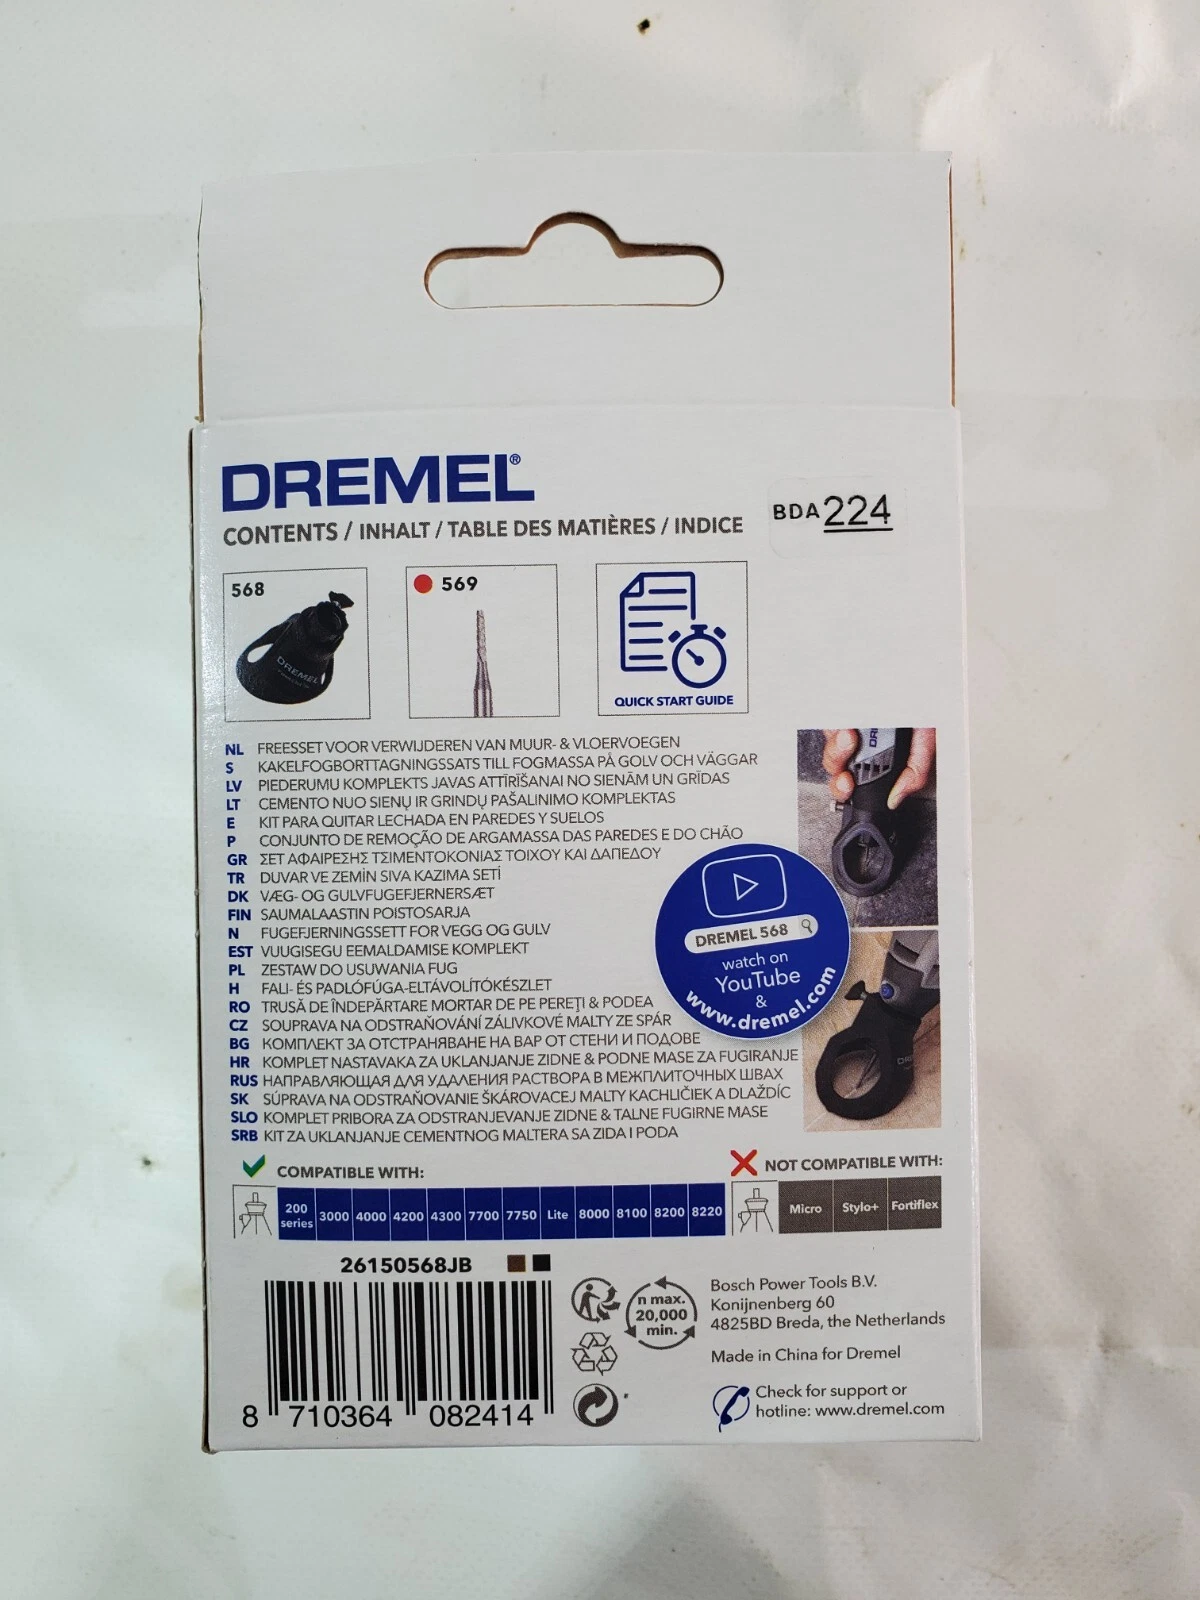 DREMEL®
CONTENTS / INHALT / TABLE DES MATIÈRES / INDICE
BDA224
568
DREMEL
569
QUICK START GUIDE
NL FREESSET VOOR VERWIJDEREN VAN MUUR- & VLOERVOEGEN
S KAKELFOGBORTTAGNINGSSATS TILL FOGMASSA PÅ GOLV OCH VÄGGAR
LV PIEDERUMU KOMPLEKTS JAVAS ATTĪRĪŠANAI NO SIENĀM UN GRĪDAS
LT CEMENTO NUO SIENŲ IR GRINDŲ PAŠALINIMO KOMPLEKTAS
E KIT PARA QUITAR LECHADA EN PAREDES Y SUELOS
P CONJUNTO DE REMOÇÃO DE ARGAMASSA DAS PAREDES E DO CHÃO
GR ΣΕΤ ΑΦΑΙΡΕΣΗΣ ΤΣΙΜΕΝΤΟΚΟΝΙΑΣ ΤΟΙΧΟΥ ΚΑΙ ΔΑΠΕΔΟΥ
TR DUVAR VE ZEMİN SIVA KAZIMA SETİ
DK VÆG- OG GULVFUGEFJERNERSÆT
FIN SAUMALAASTIN POISTOSARJA
N FUGEFJERNINGSSETT FOR VEGG OG GULV
EST VUUGISEGU EEMALDAMISE KOMPLEKT
PL ZESTAW DO USUWANIA FUG
H FALI- ÉS PADLÓFÚGA-ELTÁVOLÍTÓKÉSZLET
RO TRUSĂ DE ÎNDEPĂRTARE MORTAR DE PE PEREȚI & PODEA
CZ SOUPRAVA NA ODSTRAŇOVÁNÍ ZÁLIVKOVÉ MALTY ZE SPÁR
BG КОМПЛЕКТ ЗА ОТСТРАНЯВАНЕ НА ВАР ОТ СТЕНИ И ПОДОВЕ
HR KOMPLET NASTAVAKA ZA UKLANJANJE ZIDNE & PODNE MASE ZA FUGIRANJE
RUS НАПРАВЛЯЮЩАЯ ДЛЯ УДАЛЕНИЯ РАСТВОРА В МЕЖПЛИТОЧНЫХ ШВАХ
SK SÚPRAVA NA ODSTRAŇOVANIE ŠKÁROVACEJ MALTY KACHLIČIEK A DLAŽDÍC
SLO KOMPLET PRIBORA ZA ODSTRANJEVANJE ZIDNE & TALNE FUGIRNE MASE
SRB KIT ZA UKLANJANJE CEMENTNOG MALTERA SA ZIDA I PODA
DREMEL 568
watch on
YouTube
&
www.dremel.com
COMPATIBLE WITH:
200 series 3000 4000 4200 4300 7700 7750 Lite 8000 8100 8200 8220
NOT COMPATIBLE WITH:
Micro Stylo+ Fortiflex
26150568JB
8 710364 082414
n max.
20,000
min.
Bosch Power Tools B.V.
Konijnenberg 60
4825BD Breda, the Netherlands
Made in China for Dremel
Check for support or
hotline: www.dremel.com